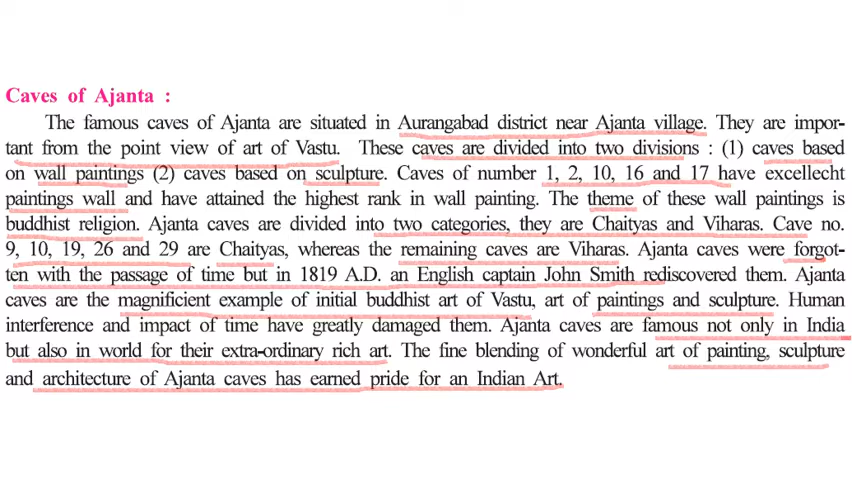 Caves of Ajanta :
The famous caves of Ajanta are situated in Aurangabad district near Ajanta village. They are impor-
tant from the point view of art of Vastu. These caves are divided into two divisions : (1) caves based
on wall paintings (2) caves based on sculpture. Caves of number 1, 2, 10, 16 and 17 have excellecht
paintings wall and have attained the highest rank in wall painting. The theme of these wall paintings is
buddhist religion. Ajanta caves are divided into two categories, they are Chaityas and Viharas. Cave no.
9, 10, 19, 26 and 29 are Chaityas, whereas the remaining caves are Viharas. Ajanta caves were forgot-
ten with the passage of time but in 1819 A.D. an English captain John Smith rediscovered them. Ajanta
caves are the magnificient example of initial buddhist art of Vastu, art of paintings and sculpture. Human
interference and impact of time have greatly damaged them. Ajanta caves are famous not only in India
but also in world for their extra-ordinary rich art. The fine blending of wonderful art of painting, sculpture
and architecture of Ajanta caves has earned pride for an Indian Art.